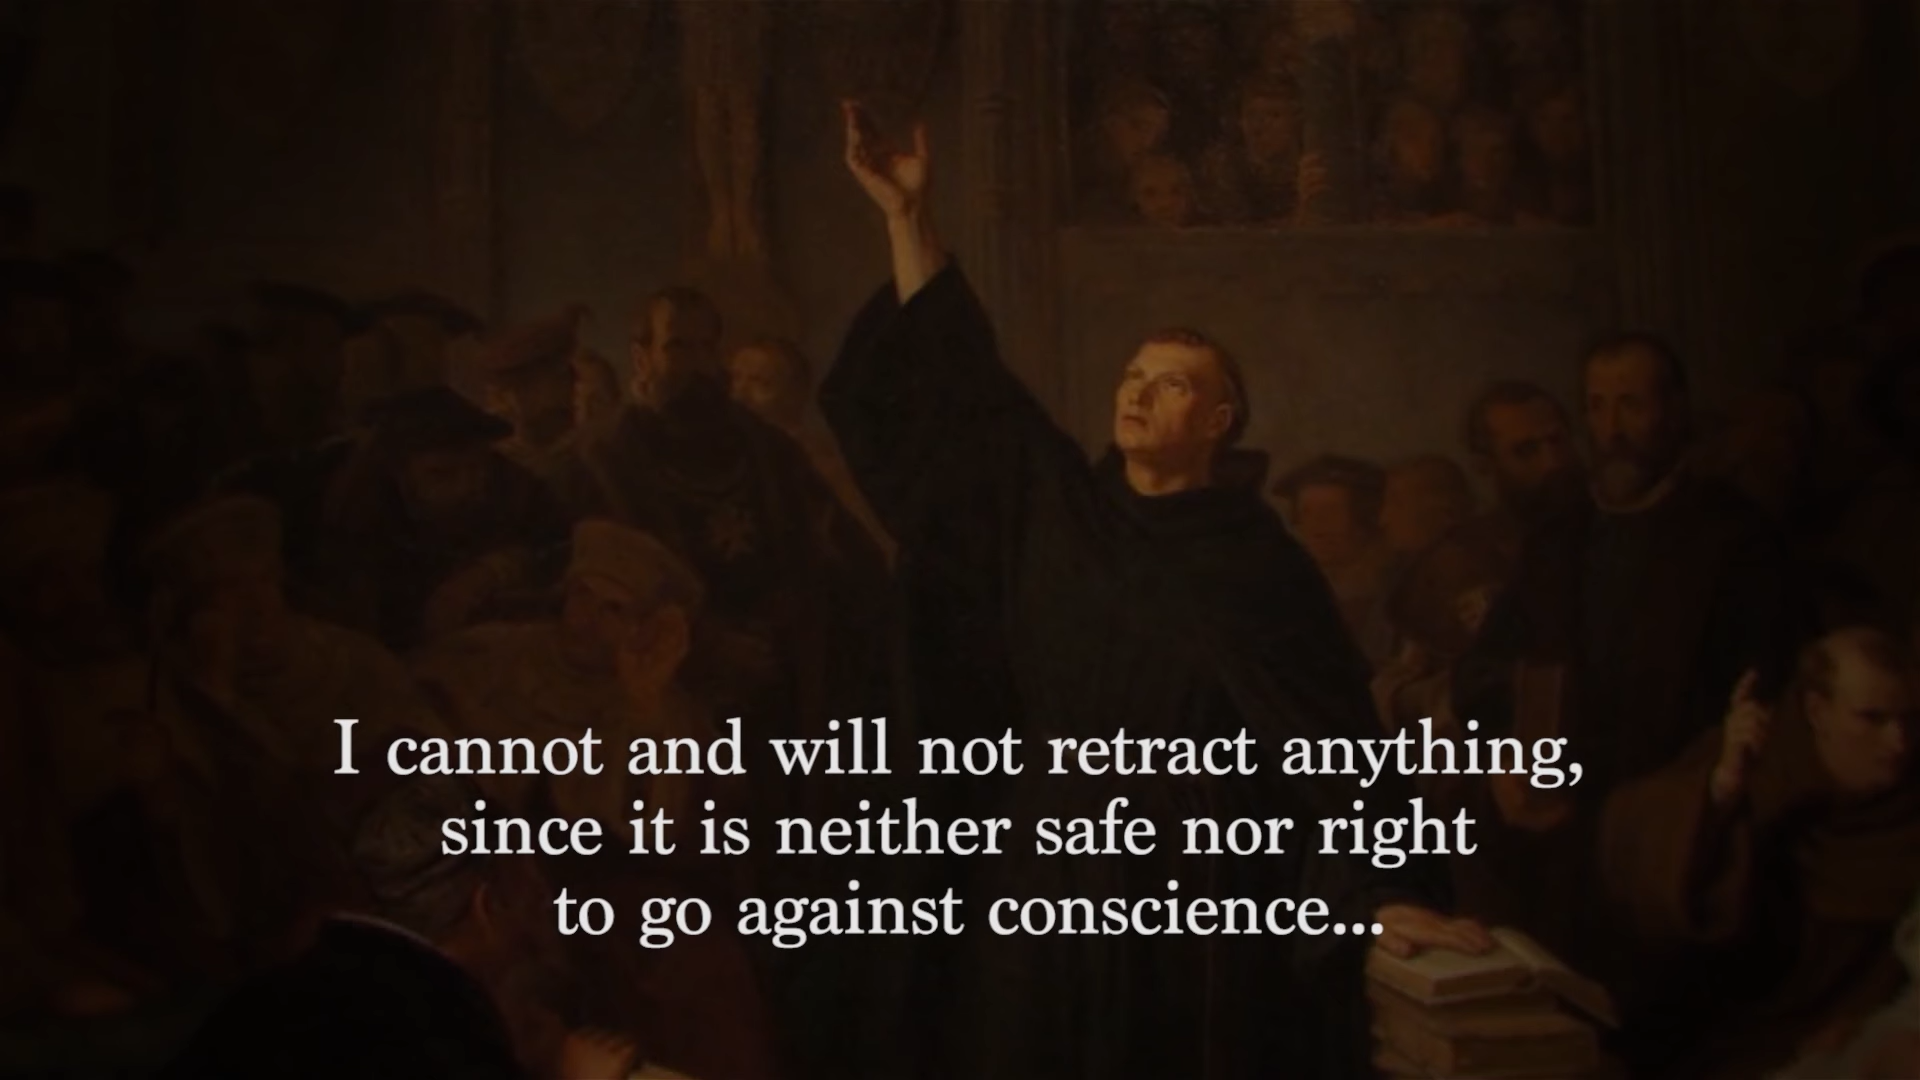 I cannot and will not retract anything,
since it is neither safe nor right
to go against conscience...